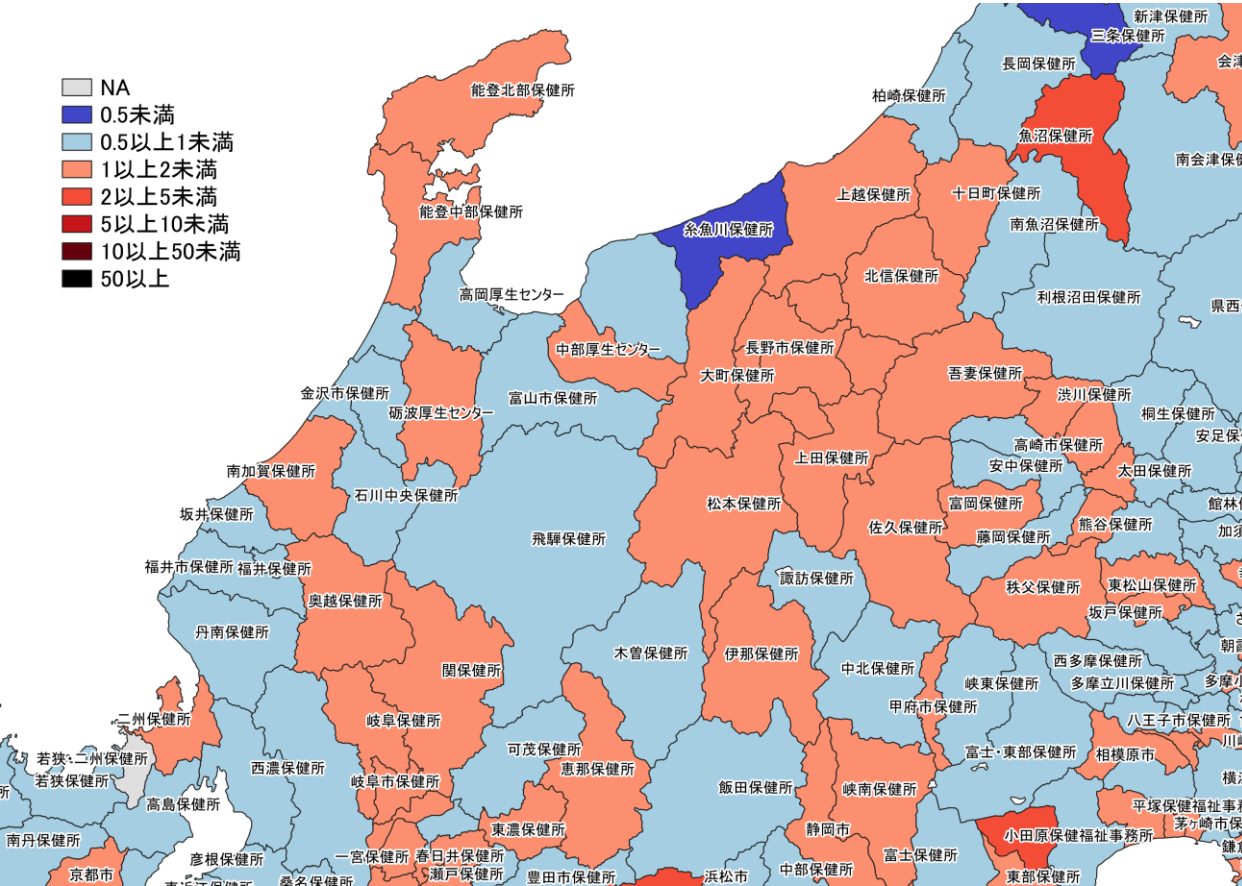 新津保健所
三条保健所
長岡保健所
NA
0.5未満
0.5以上1未満
1以上2未満
2以上5未満
5以上10未満
10以上50未満
50以上
能登北部保健所
柏崎保健所
魚沼保健所
南会津保健
能登中部保健所
上越保健所
十日町保健所
糸魚川保健所
南魚沼保健所
北信保健所
高岡厚生センター
利根沼田保健所
県西
中部厚生センター
長野市保健所
大町保健所
吾妻保健所
金沢市保健所
富山市保健所
渋川保健所
砺波厚生センター
桐生保健所
安足保
高崎市保健所
南加賀保健所
上田保健所
安中保健所
太田保健所
石川中央保健所
松本保健所
富岡保健所
館林
坂井保健所
佐久保健所
熊谷保健所
加須
飛騨保健所
藤岡保健所
福井市保健所
福井保健所
諏訪保健所
秩父保健所
東松山保健所
奥越保健所
坂戸保健所
丹南保健所
木曽保健所
伊那保健所
中北保健所
西多摩保健所
関保健所
峡東保健所
多摩立川保健所
多摩小
甲府市保健所
二州保健所
岐阜保健所
八王子市保健所
可茂保健所
富士・東部保健所
相模原市
若狭・二州保健所
西濃保健所
恵那保健所
若狭保健所
岐阜市保健所
飯田保健所
峡南保健所
高島保健所
平塚保健福祉事務
東濃保健所
静岡市
小田原保健福祉事務所
茅ヶ崎市保
南丹保健所
彦根保健所
一宮保健所
春日井保健所
富士保健所
京都市
瀬戸保健所
豊田市保健所
浜松市
中部保健所
東部保健所
桑名保健所